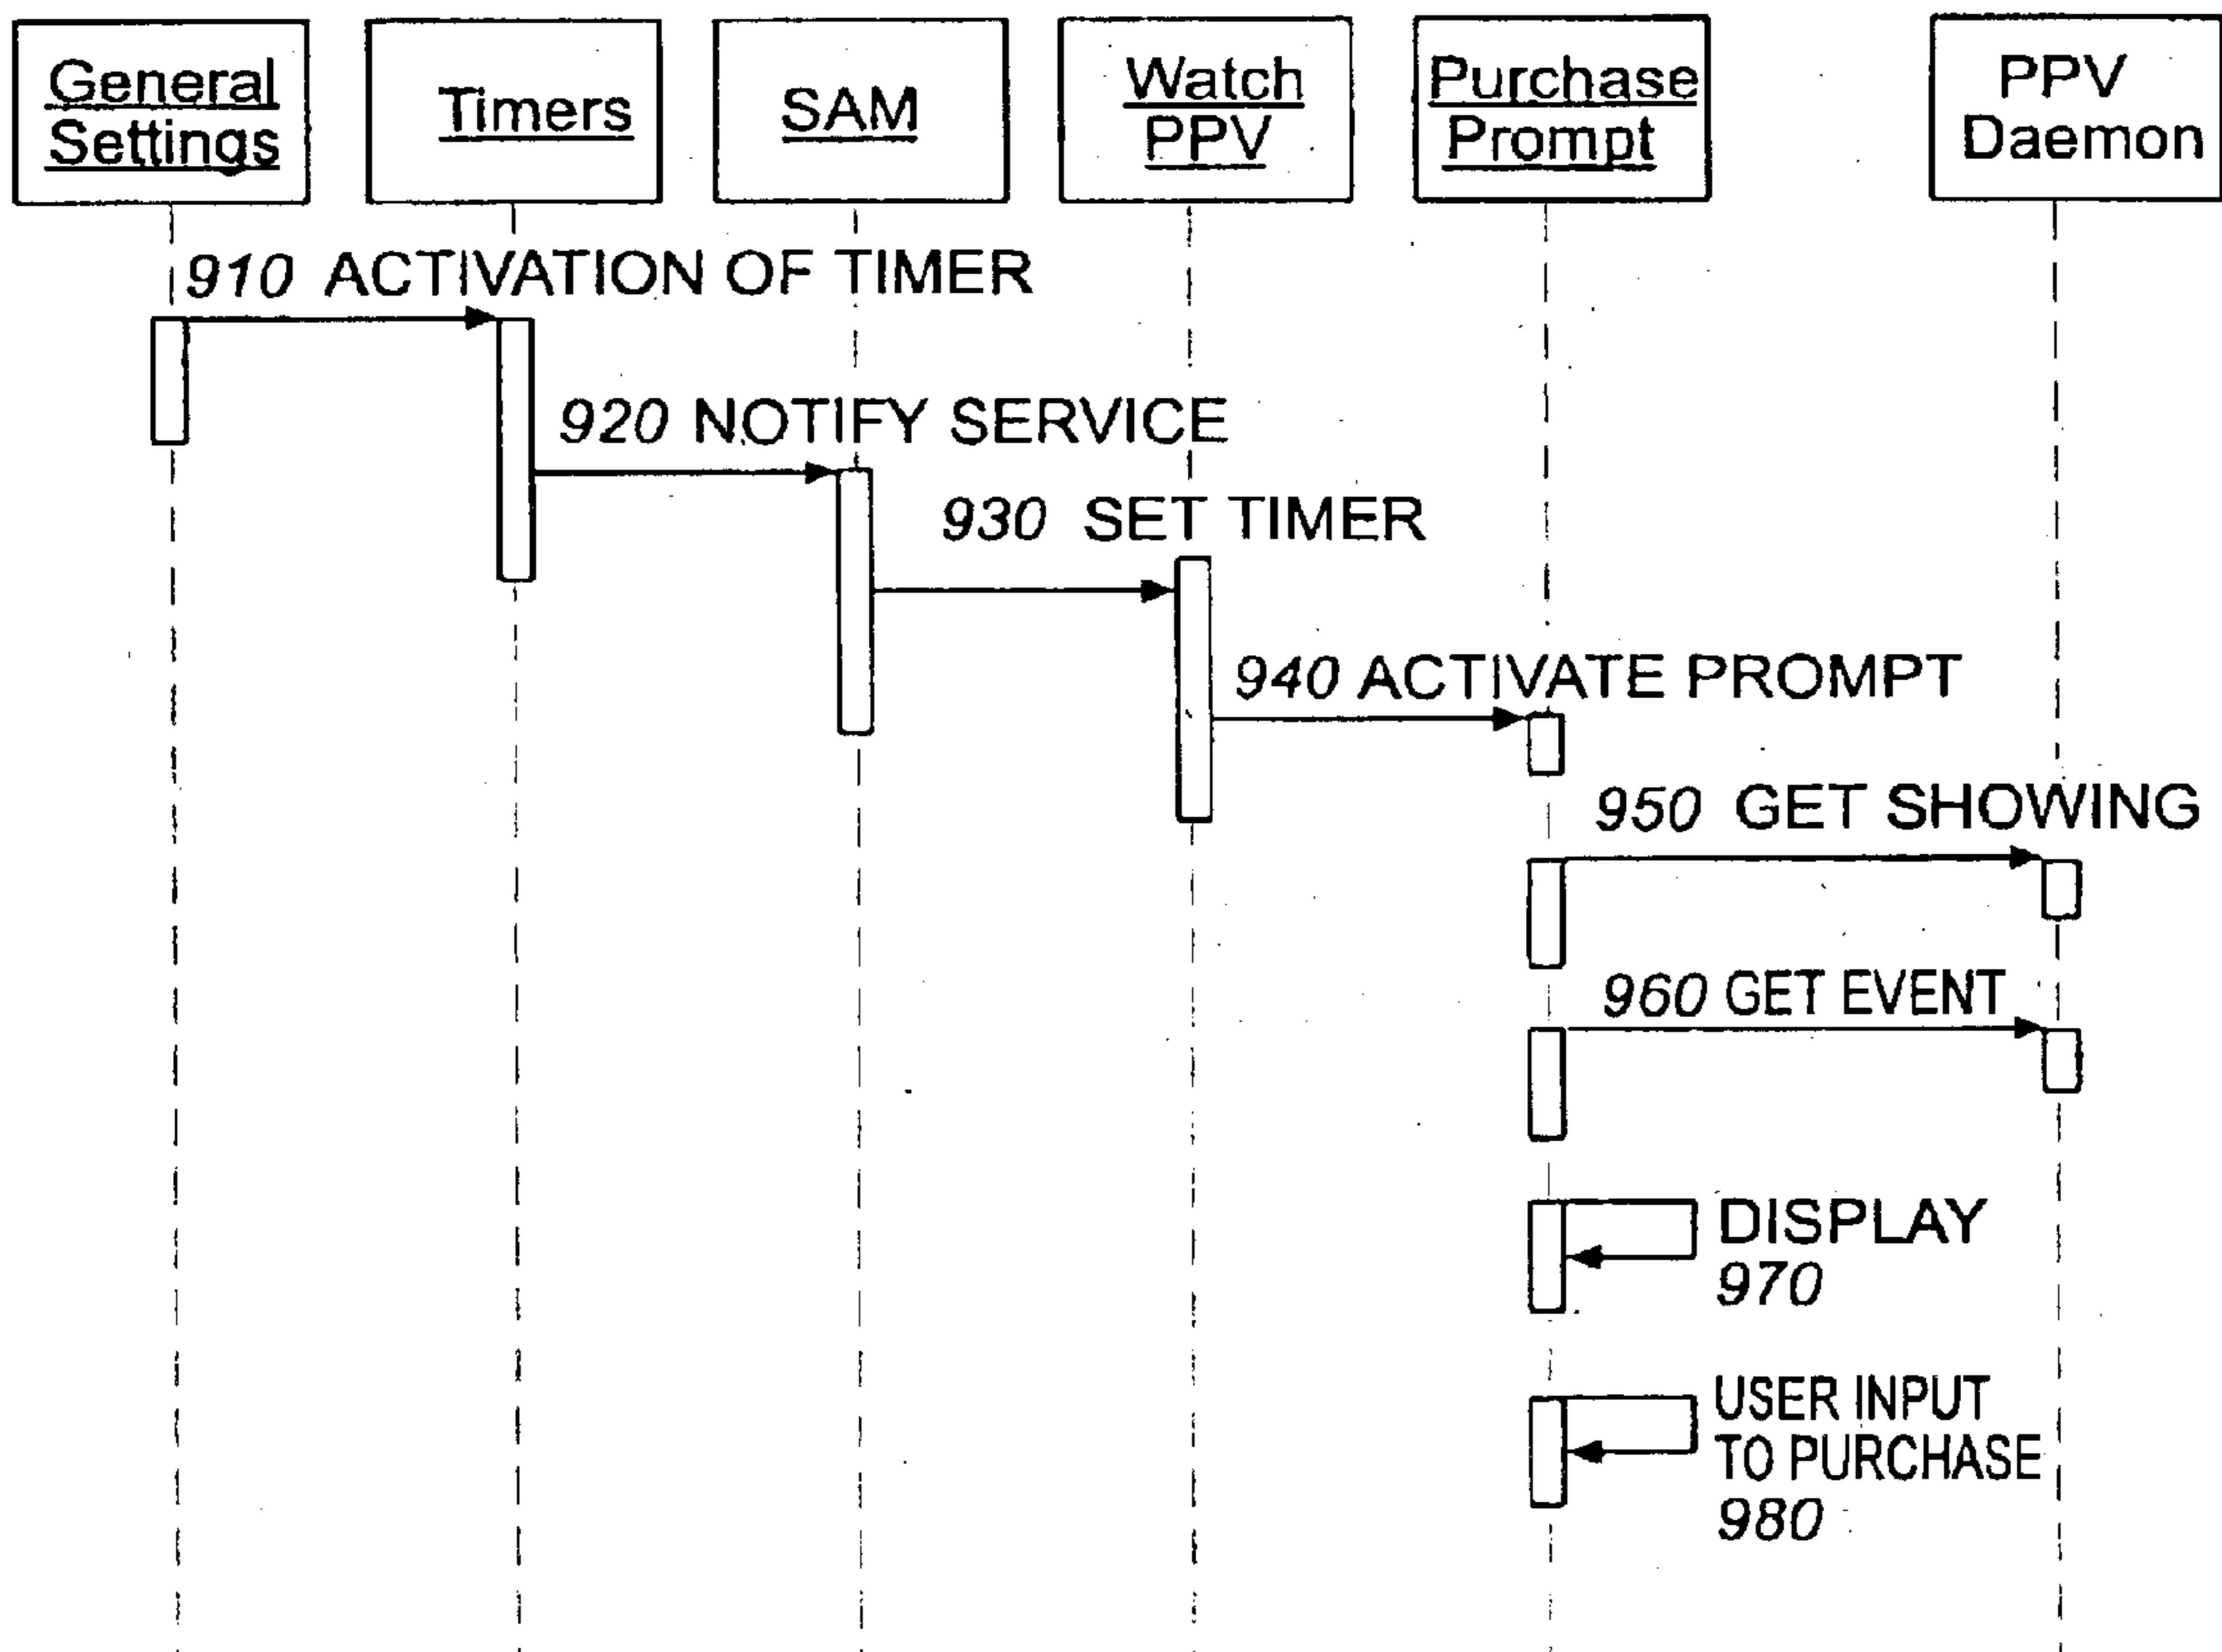 General
Settings
Timers
SAM
Watch
PPV
Purchase
Prompt
PPV
Daemon
910 ACTIVATION OF TIMER
920 NOTIFY SERVICE
930 SET TIMER
940 ACTIVATE PROMPT
950 GET SHOWING
960 GET EVENT
DISPLAY
970
USER INPUT
TO PURCHASE
980